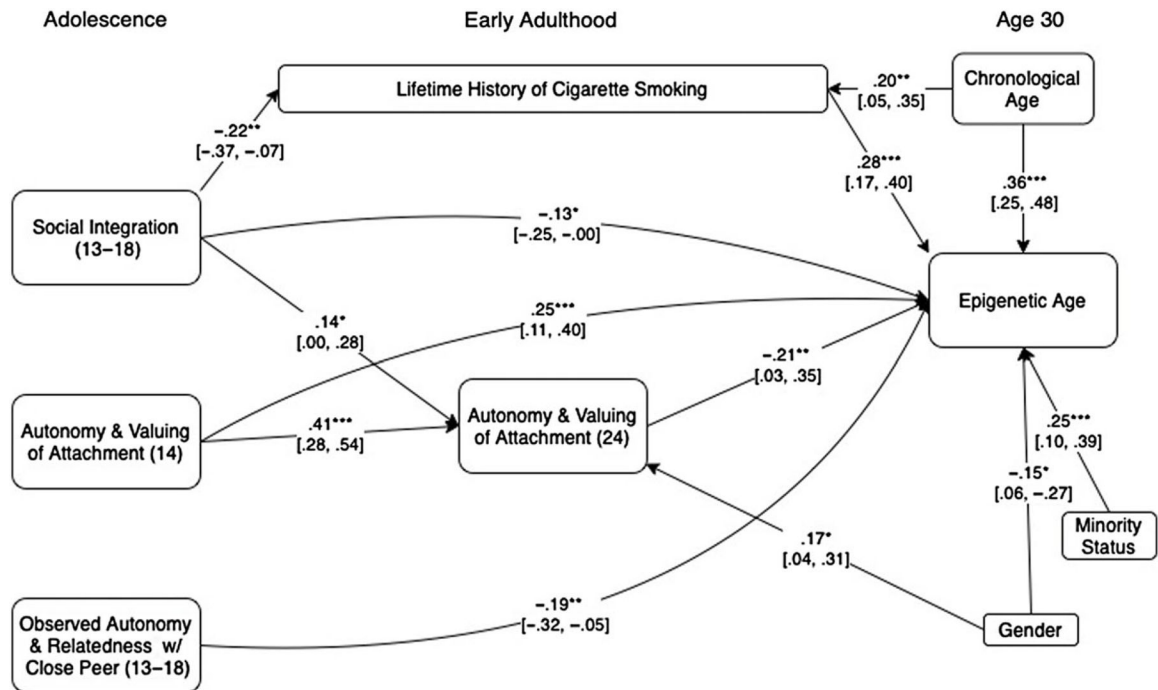 Adolescence
Early Adulthood
Age 30
Lifetime History of Cigarette Smoking
.20**
[.05, .35]
Chronological
Age
−.22**
[−.37, −.07]
.28***
[.17, .40]
.36***
[.25, .48]
Social Integration
(13−18)
−.13*
[−.25, −.00]
Epigenetic Age
.14*
[.00, .28]
.25***
[.11, .40]
−.21**
[.03, .35]
Autonomy & Valuing
of Attachment (14)
.41***
[.28, .54]
Autonomy & Valuing
of Attachment (24)
.25***
[.10, .39]
−.15*
[.06, −.27]
Minority
Status
.17*
[.04, .31]
−.19**
[−.32, −.05]
Gender
Observed Autonomy
& Relatedness w/
Close Peer (13−18)